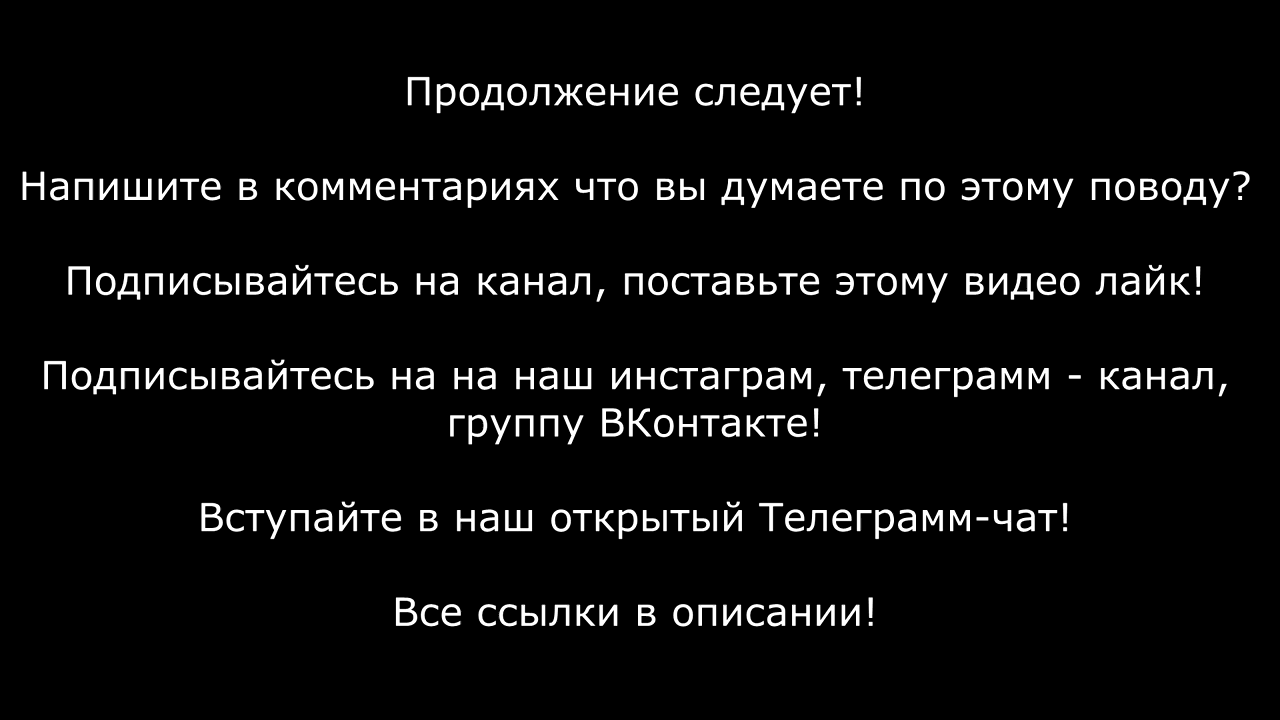 Продолжение следует!
Напишите в комментариях что вы думаете по этому поводу?
Подписывайтесь на канал, поставьте этому видео лайк!
Подписывайтесь на на наш инстаграм, телеграмм - канал,
группу ВКонтакте!
Вступайте в наш открытый Телеграмм-чат!
Все ссылки в описании!